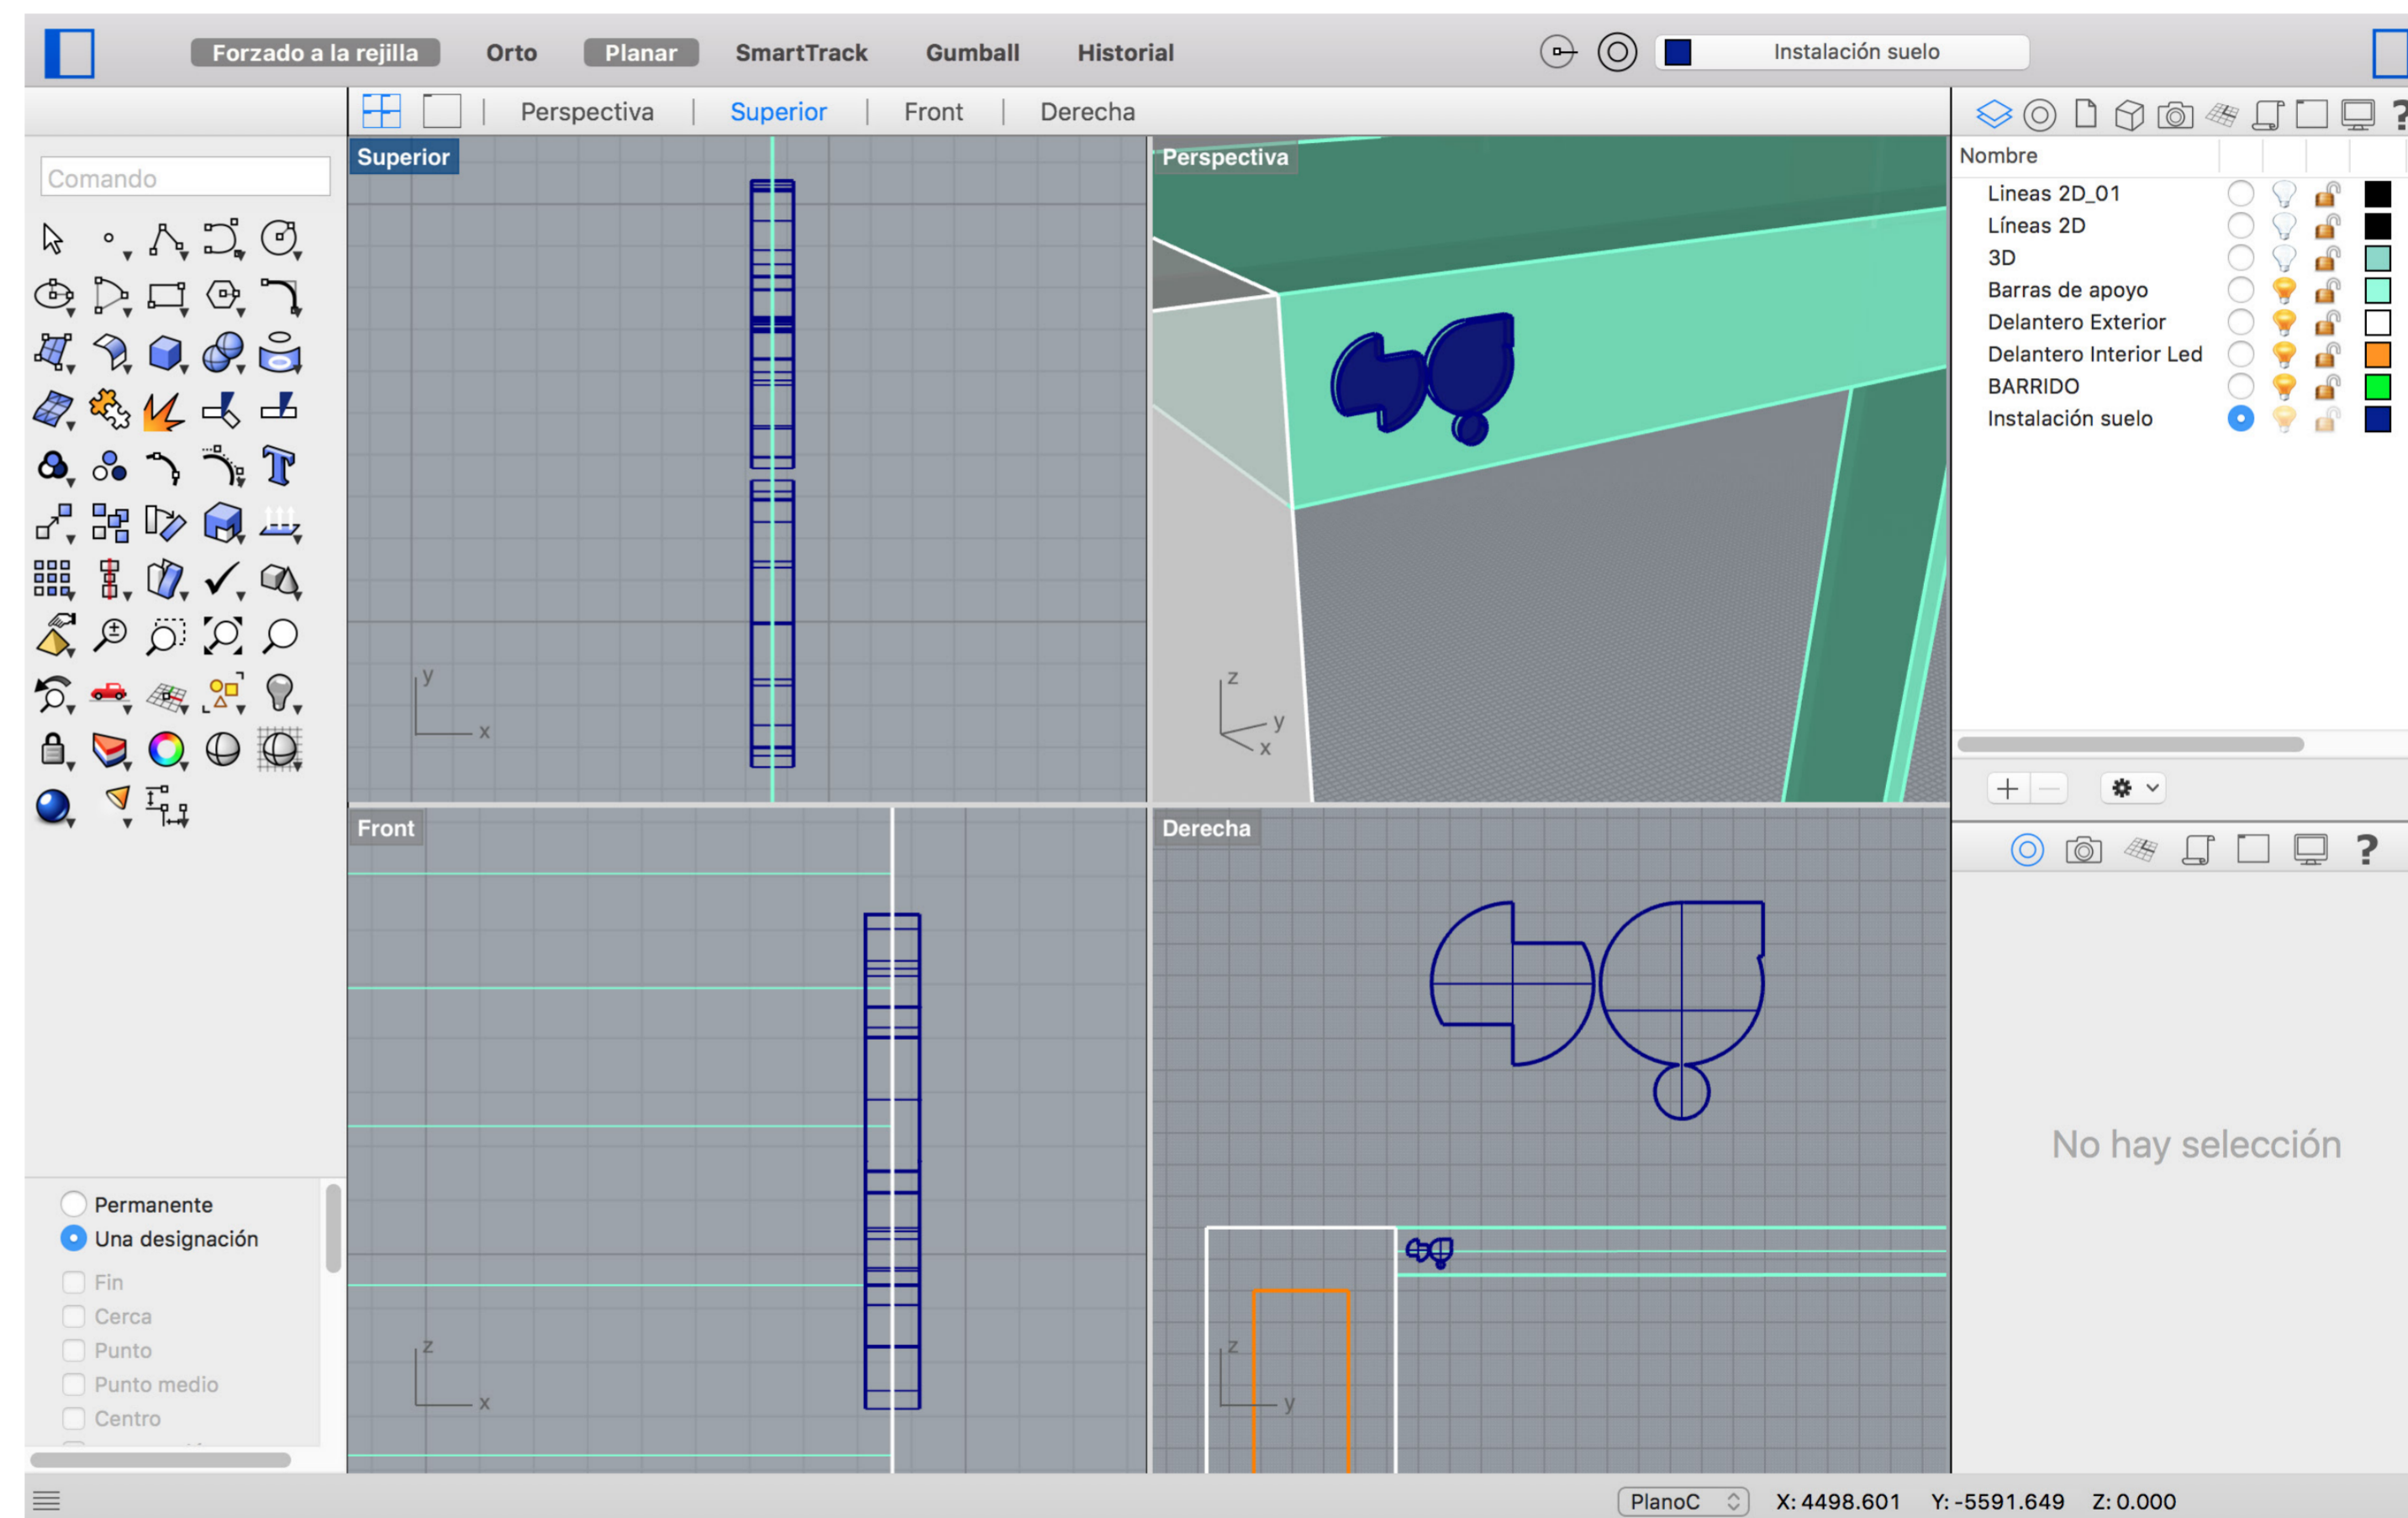 Forzado a la rejilla Orto Planar SmartTrack Gumball Historial Instalación suelo
Perspectiva Superior Front Derecha
Comando
Superior
y
x
Perspectiva
z
y
x
Front
z
x
Derecha
z
y
Nombre
Lineas 2D_01
Líneas 2D
3D
Barras de apoyo
Delantero Exterior
Delantero Interior Led
BARRIDO
Instalación suelo
No hay selección
Permanente
Una designación
Fin
Cerca
Punto
Punto medio
Centro
PlanoC X: 4498.601 Y: -5591.649 Z: 0.000